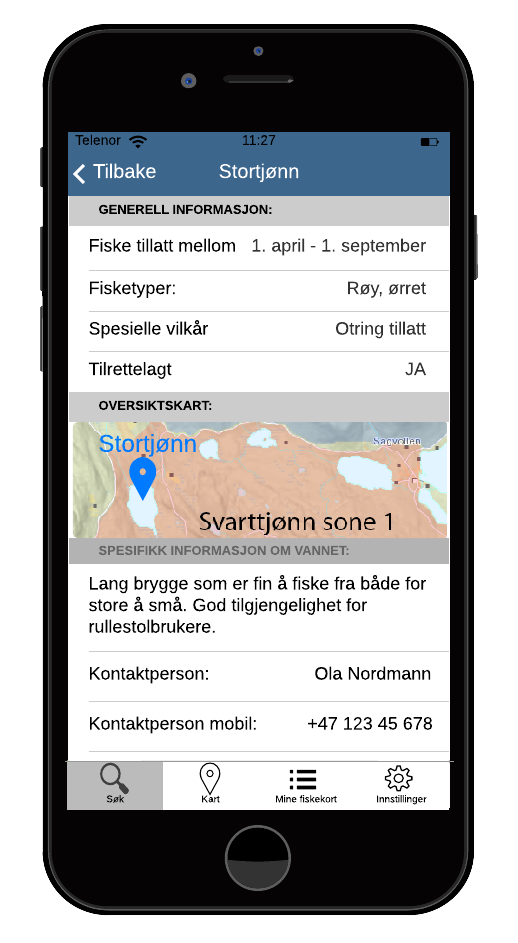 Telenor 11:27
Tilbake Stortjønn
GENERELL INFORMASJON:
Fiske tillatt mellom 1. april - 1. september
Fisketyper: Røy, ørret
Spesielle vilkår Otring tillatt
Tilrettelagt JA
OVERSIKTSKART:
Stortjønn
Sagvollen
Svarttjønn sone 1
SPESIFIKK INFORMASJON OM VANNET:
Lang brygge som er fin å fiske fra både for
store å små. God tilgjengelighet for
rullestolbrukere.
Kontaktperson: Ola Nordmann
Kontaktperson mobil: +47 123 45 678
Søk Kart Mine fiskekort Innstillinger